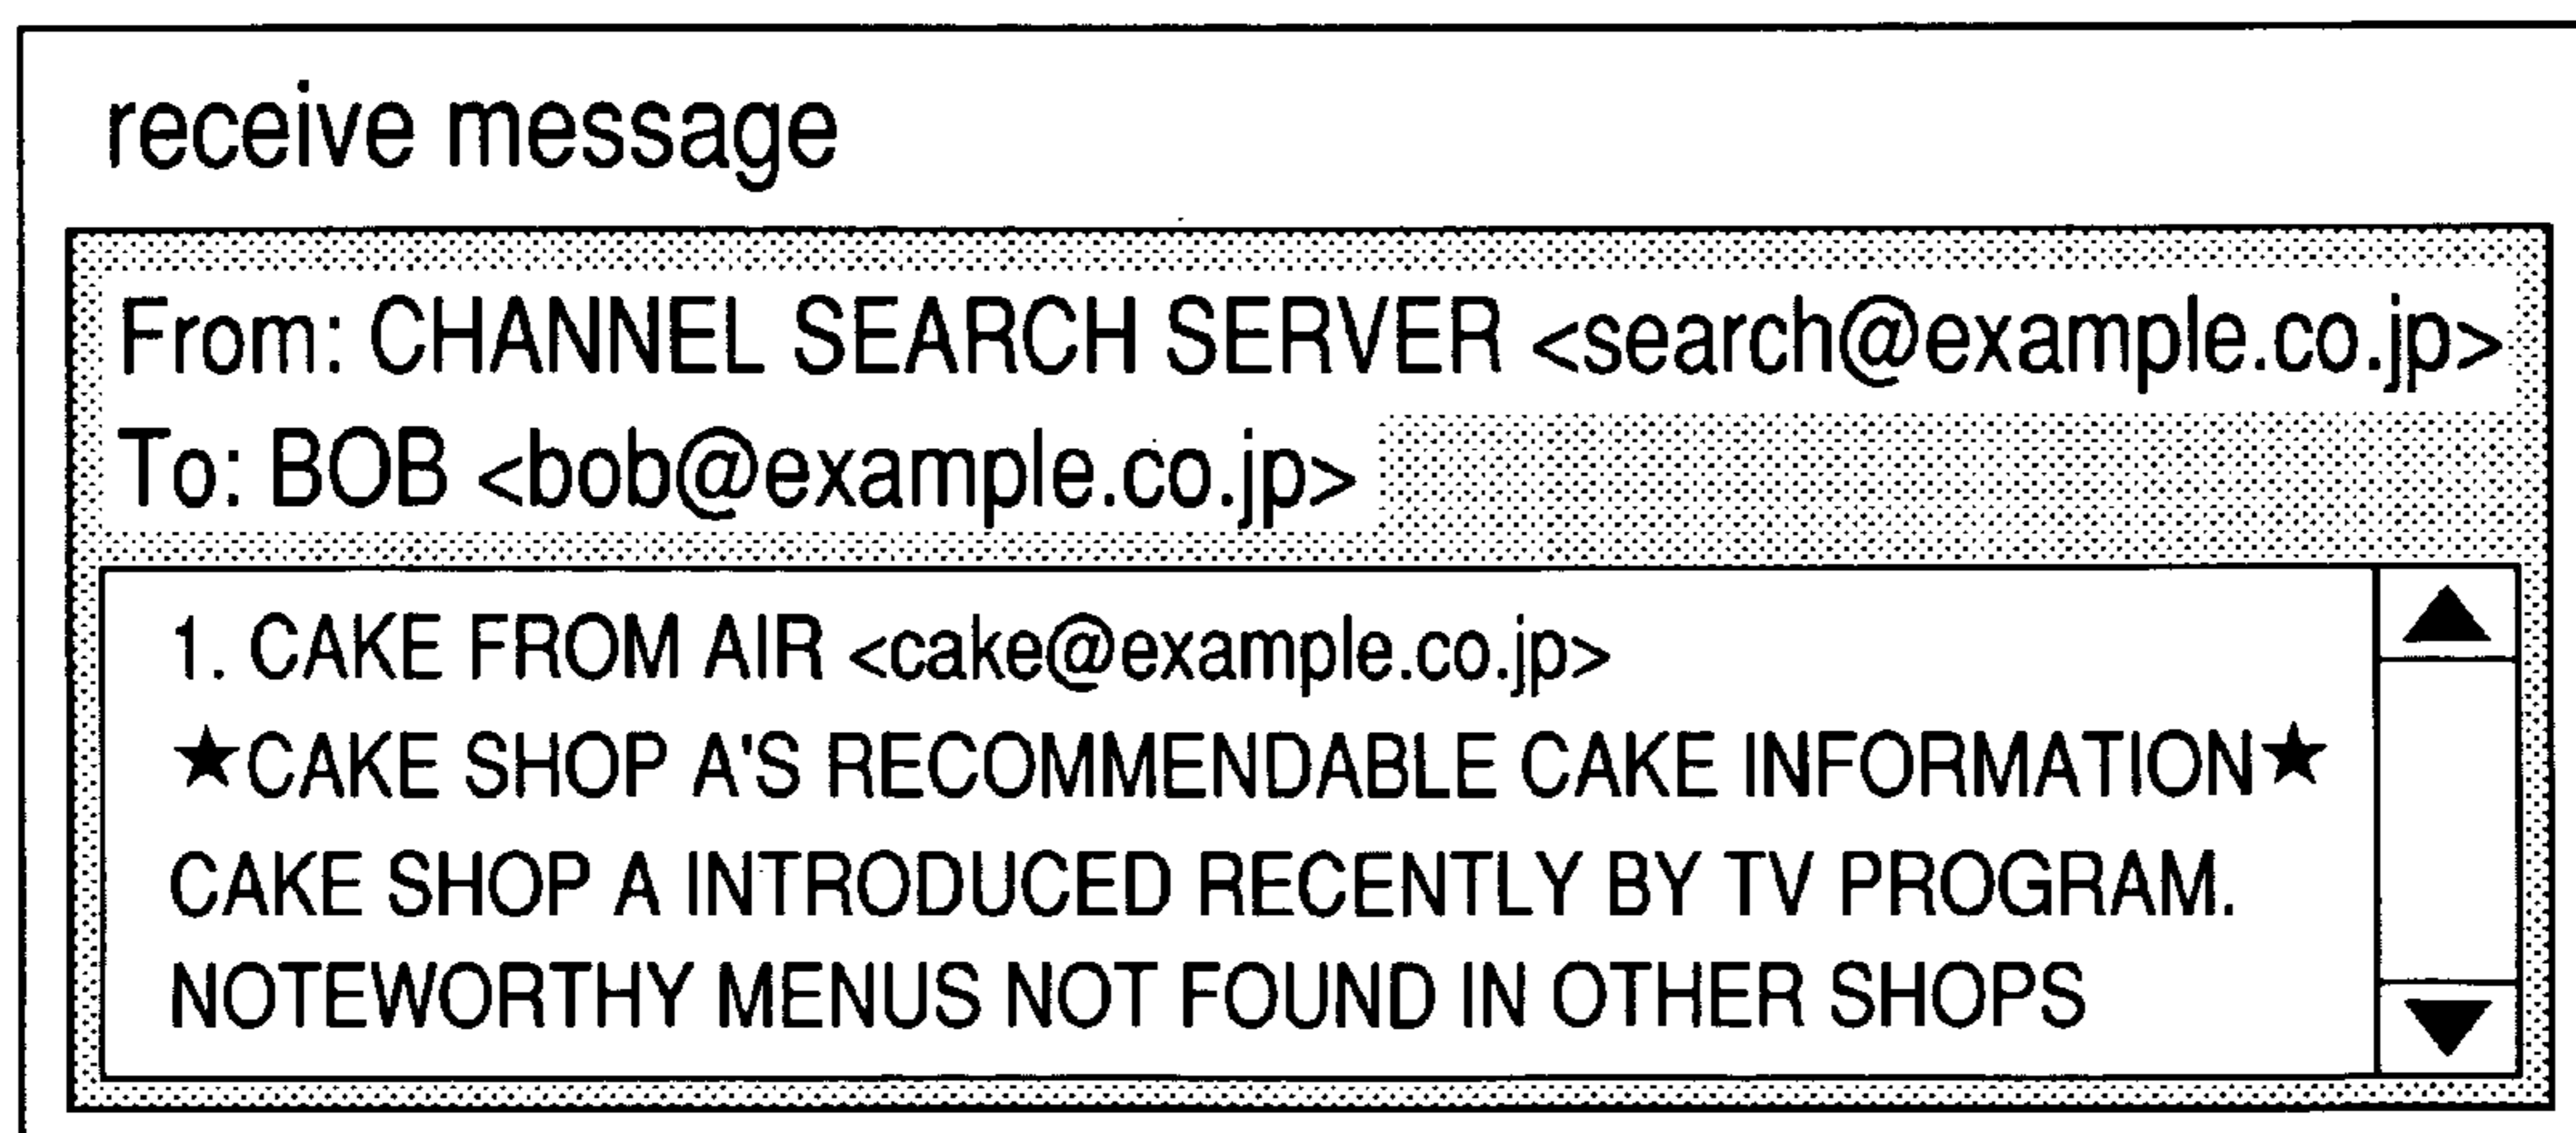 receive message
From: CHANNEL SEARCH SERVER <search@example.co.jp>
To: BOB <bob@example.co.jp>
1. CAKE FROM AIR <cake@example.co.jp>
★CAKE SHOP A'S RECOMMENDABLE CAKE INFORMATION★
CAKE SHOP A INTRODUCED RECENTLY BY TV PROGRAM.
NOTEWORTHY MENUS NOT FOUND IN OTHER SHOPS